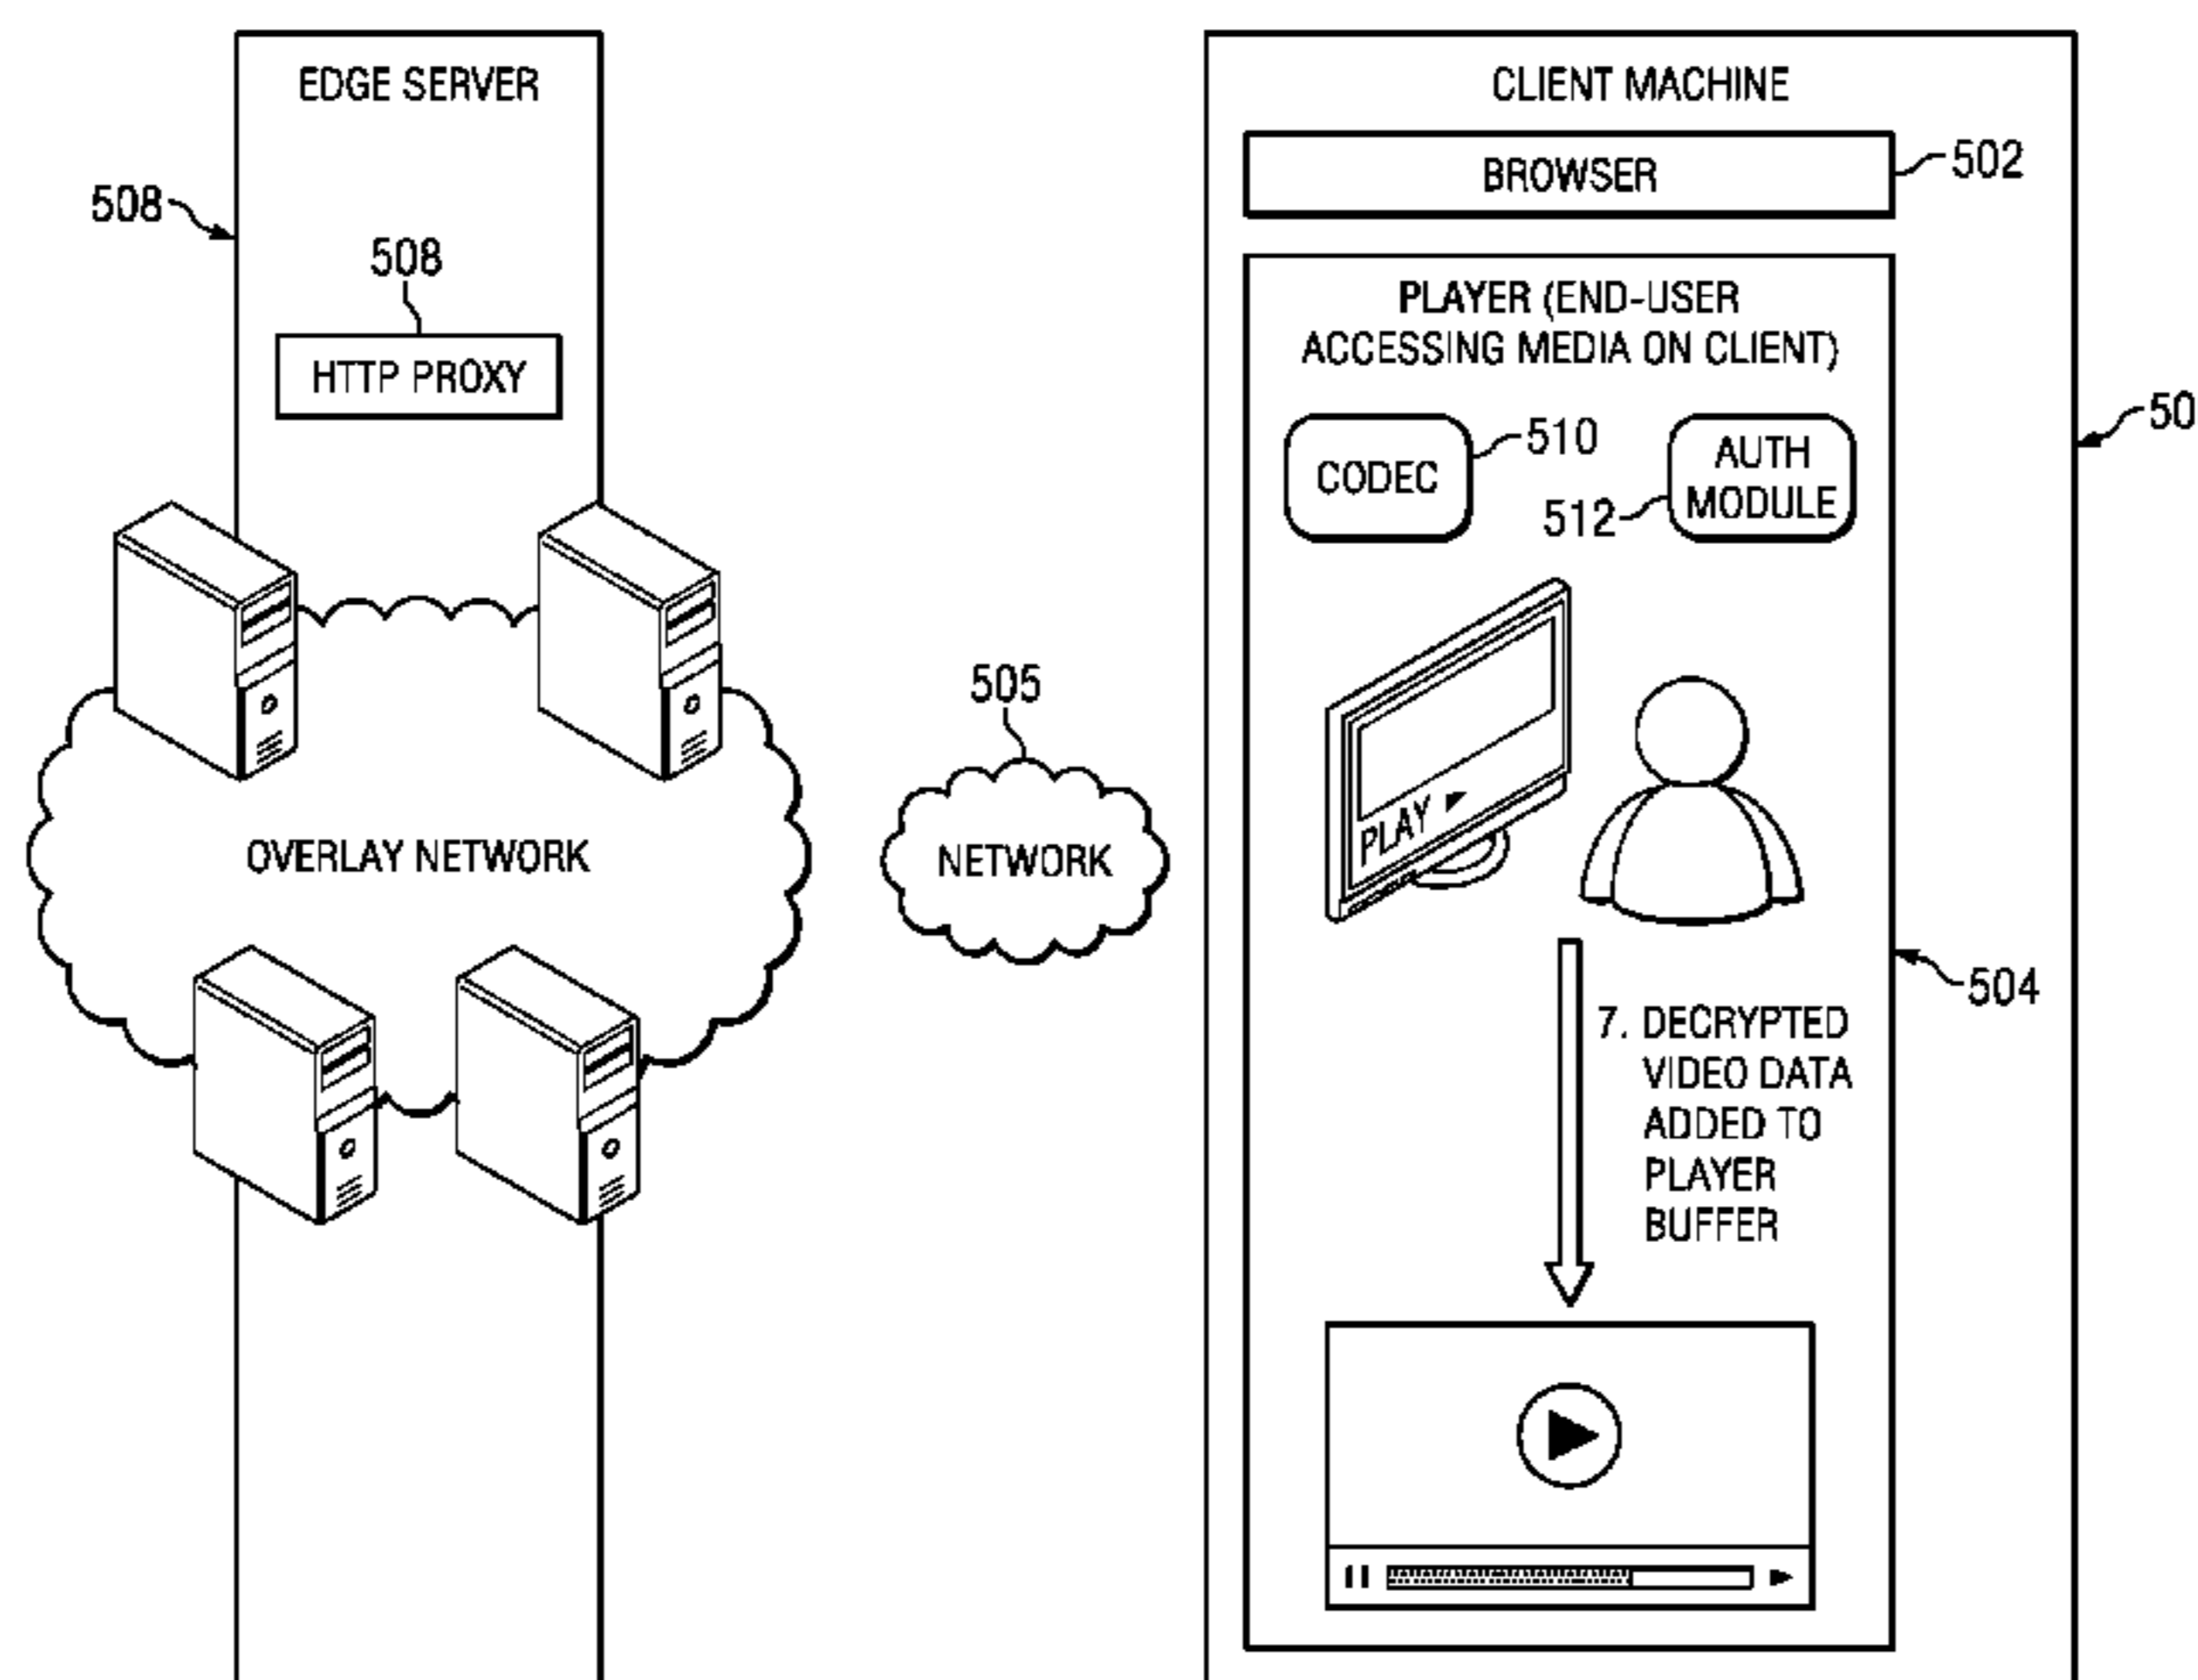 EDGE SERVER
508
508
HTTP PROXY
OVERLAY NETWORK
505
NETWORK
CLIENT MACHINE
BROWSER
502
PLAYER (END-USER
ACCESSING MEDIA ON CLIENT)
CODEC
510
AUTH
MODULE
512
50
PLAY
504
7. DECRYPTED
VIDEO DATA
ADDED TO
PLAYER
BUFFER